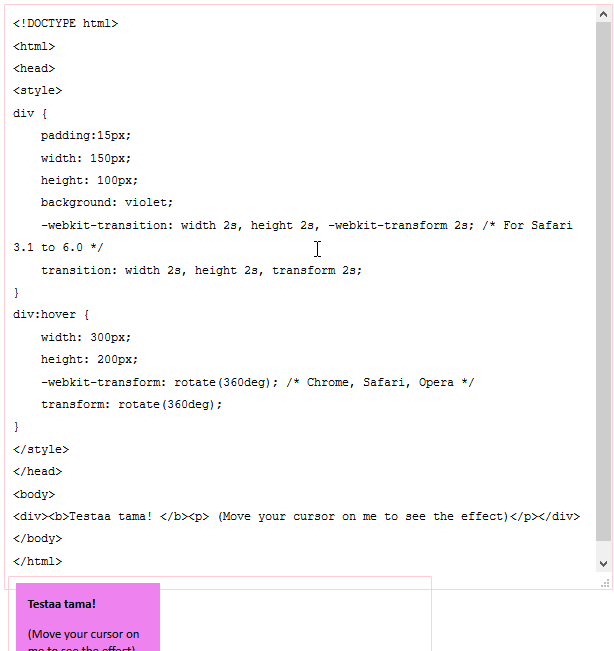 <!DOCTYPE html>
<html>
<head>
<style>
div {
    padding:15px;
    width: 150px;
    height: 100px;
    background: violet;
    -webkit-transition: width 2s, height 2s, -webkit-transform 2s; /* For Safari
3.1 to 6.0 */
    transition: width 2s, height 2s, transform 2s;
}
div:hover {
    width: 300px;
    height: 200px;
    -webkit-transform: rotate(360deg); /* Chrome, Safari, Opera */
    transform: rotate(360deg);
}
</style>
</head>
<body>
<div><b>Testaa tama! </b><p> (Move your cursor on me to see the effect)</p></div>
</body>
</html>
Testaa tama!
(Move your cursor on
me to see the effect)